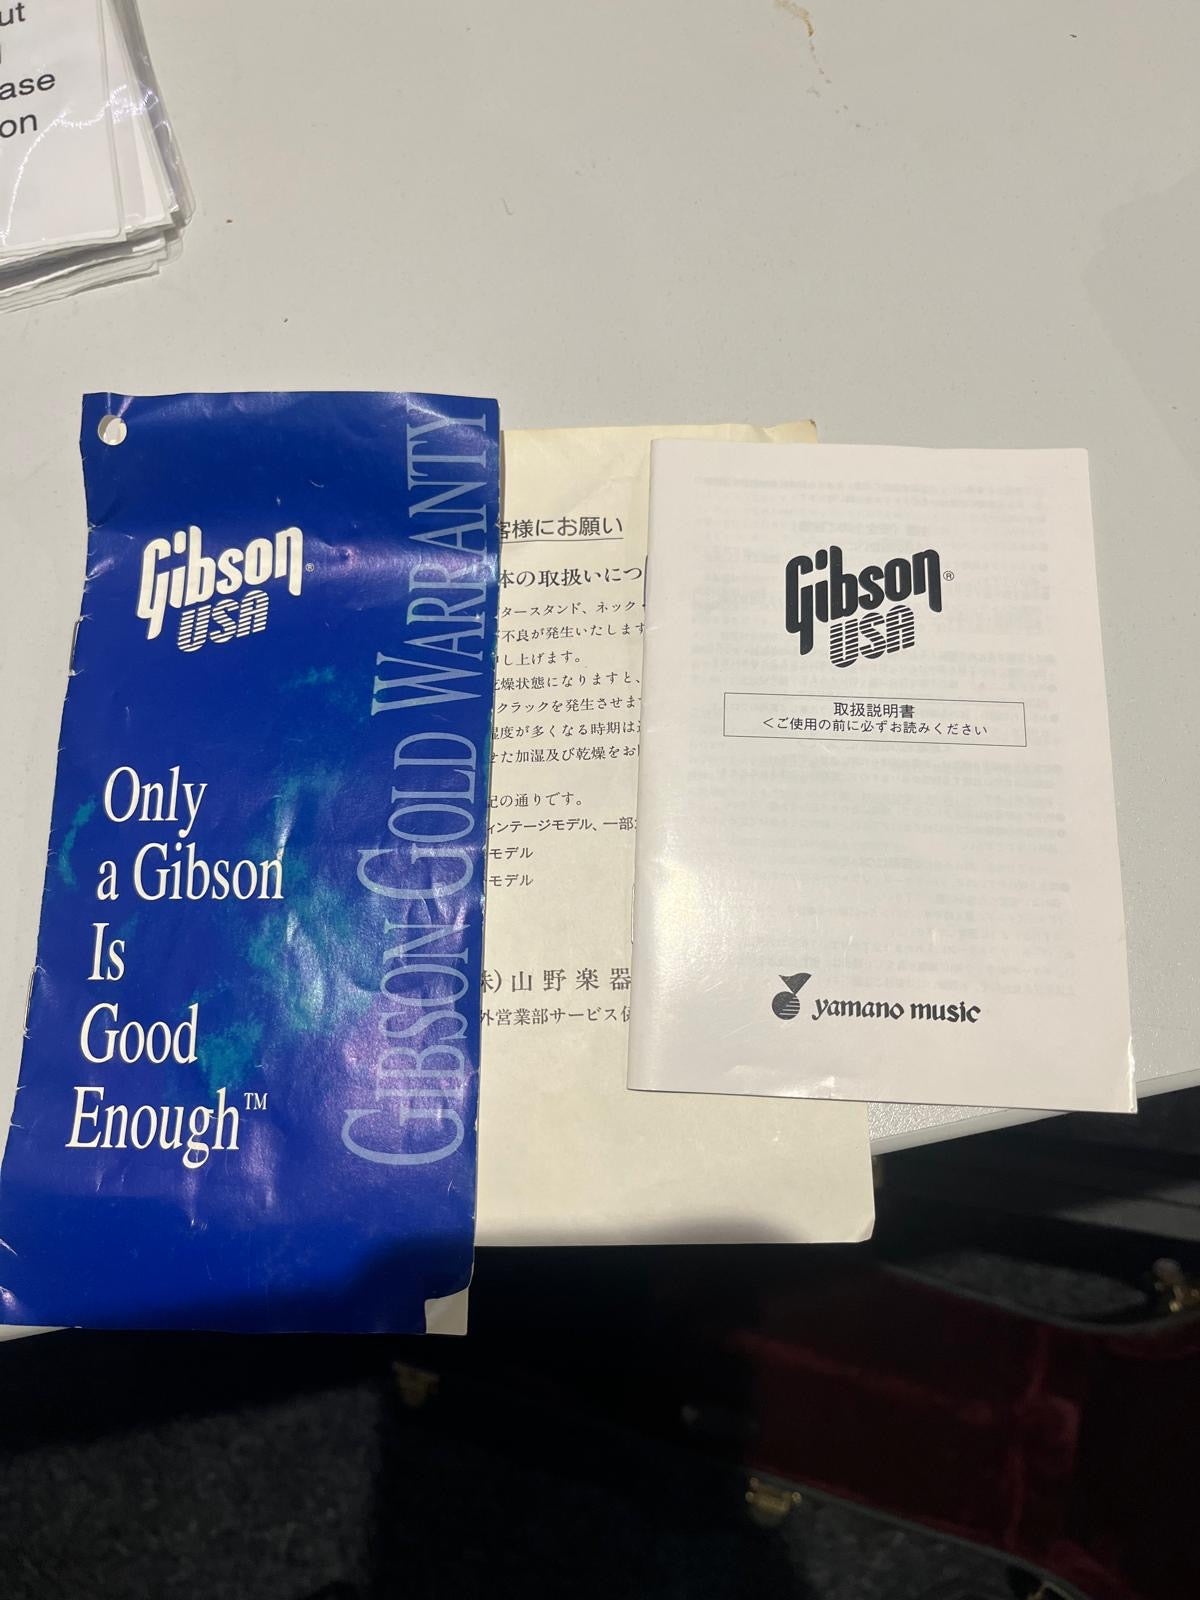 ut
ase
on
Gibson®
USA
Only
a Gibson
Is
Good
Enough™
GIBSON GOLD WARRANTY
客様にお願い
本の取扱いにつ
タースタンド、ネック・
不良が発生いたします
し上げます。
燥状態になりますと、
クラックを発生させま
湿度が多くなる時期は
せた加湿及び乾燥をお
記の通りです。
ィンテージモデル、一部
モデル
モデル
株)山野楽器
外営業部サービス
Gibson®
USA
取扱説明書
<ご使用の前に必ずお読みください
yamano music